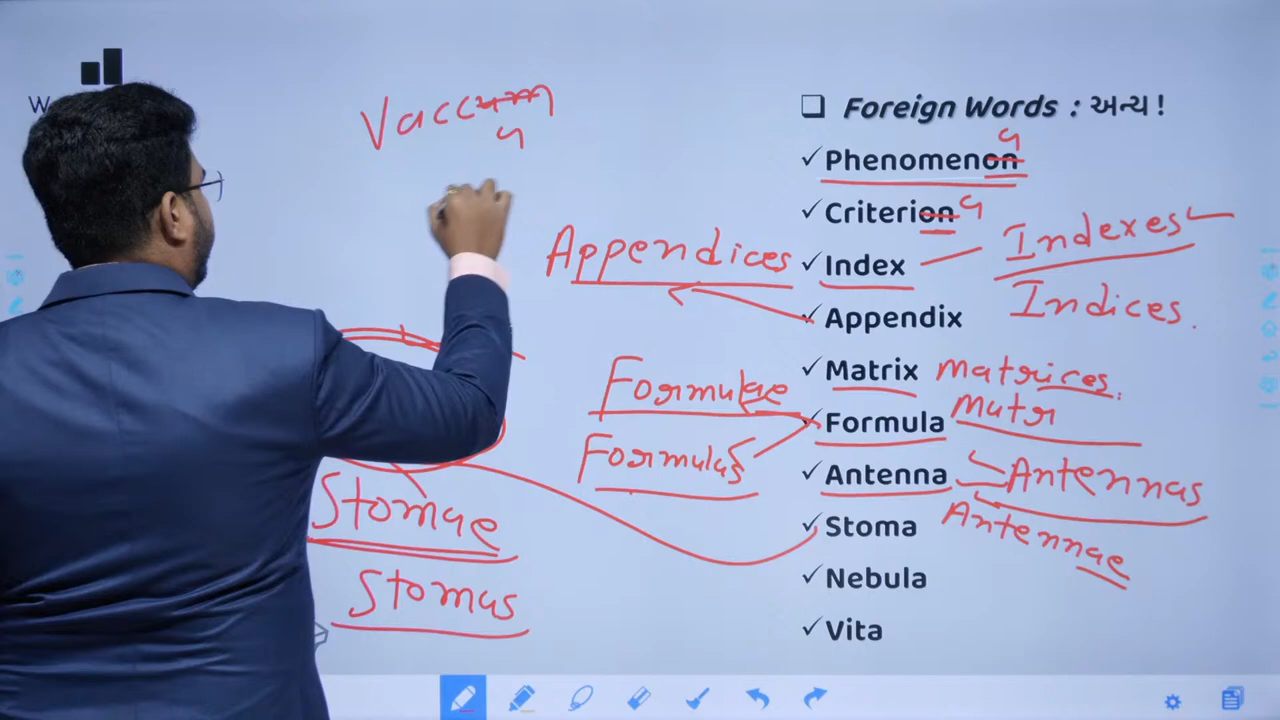 W
Vaccum
a
❑ Foreign Words : અન્ય !
✓ Phenomenon a
✓ Criterion a
✓ Index Indexes
Indices.
Appendices
✓ Appendix
✓ Matrix Matrices.
Formulae
✓ Formula Matr
Formulas
✓ Antenna Antennas
Antennae
✓ Stoma
Stomae
Stomas
✓ Nebula
✓ Vita